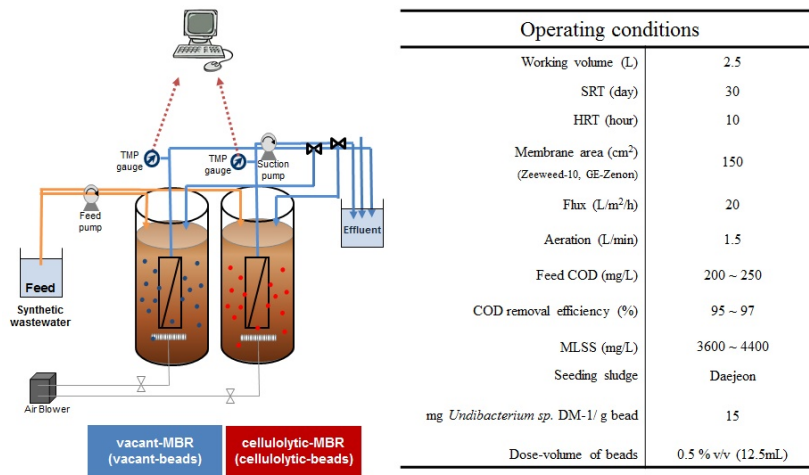 TMP
gauge
TMP
gauge
Suction
pump
Feed
pump
Effluent
Feed
Synthetic
wastewater
Air Blower
vacant-MBR
(vacant-beads)
cellulolytic-MBR
(cellulolytic-beads)
Operating conditions
Working volume (L) 2.5
SRT (day) 30
HRT (hour) 10
Membrane area (cm²) 150
(Zeeweed-10, GE-Zenon)
Flux (L/m²/h) 20
Aeration (L/min) 1.5
Feed COD (mg/L) 200 ~ 250
COD removal efficiency (%) 95 ~ 97
MLSS (mg/L) 3600 ~ 4400
Seeding sludge Daejeon
mg Undibacterium sp. DM-1/ g bead 15
Dose-volume of beads 0.5 % v/v (12.5mL)